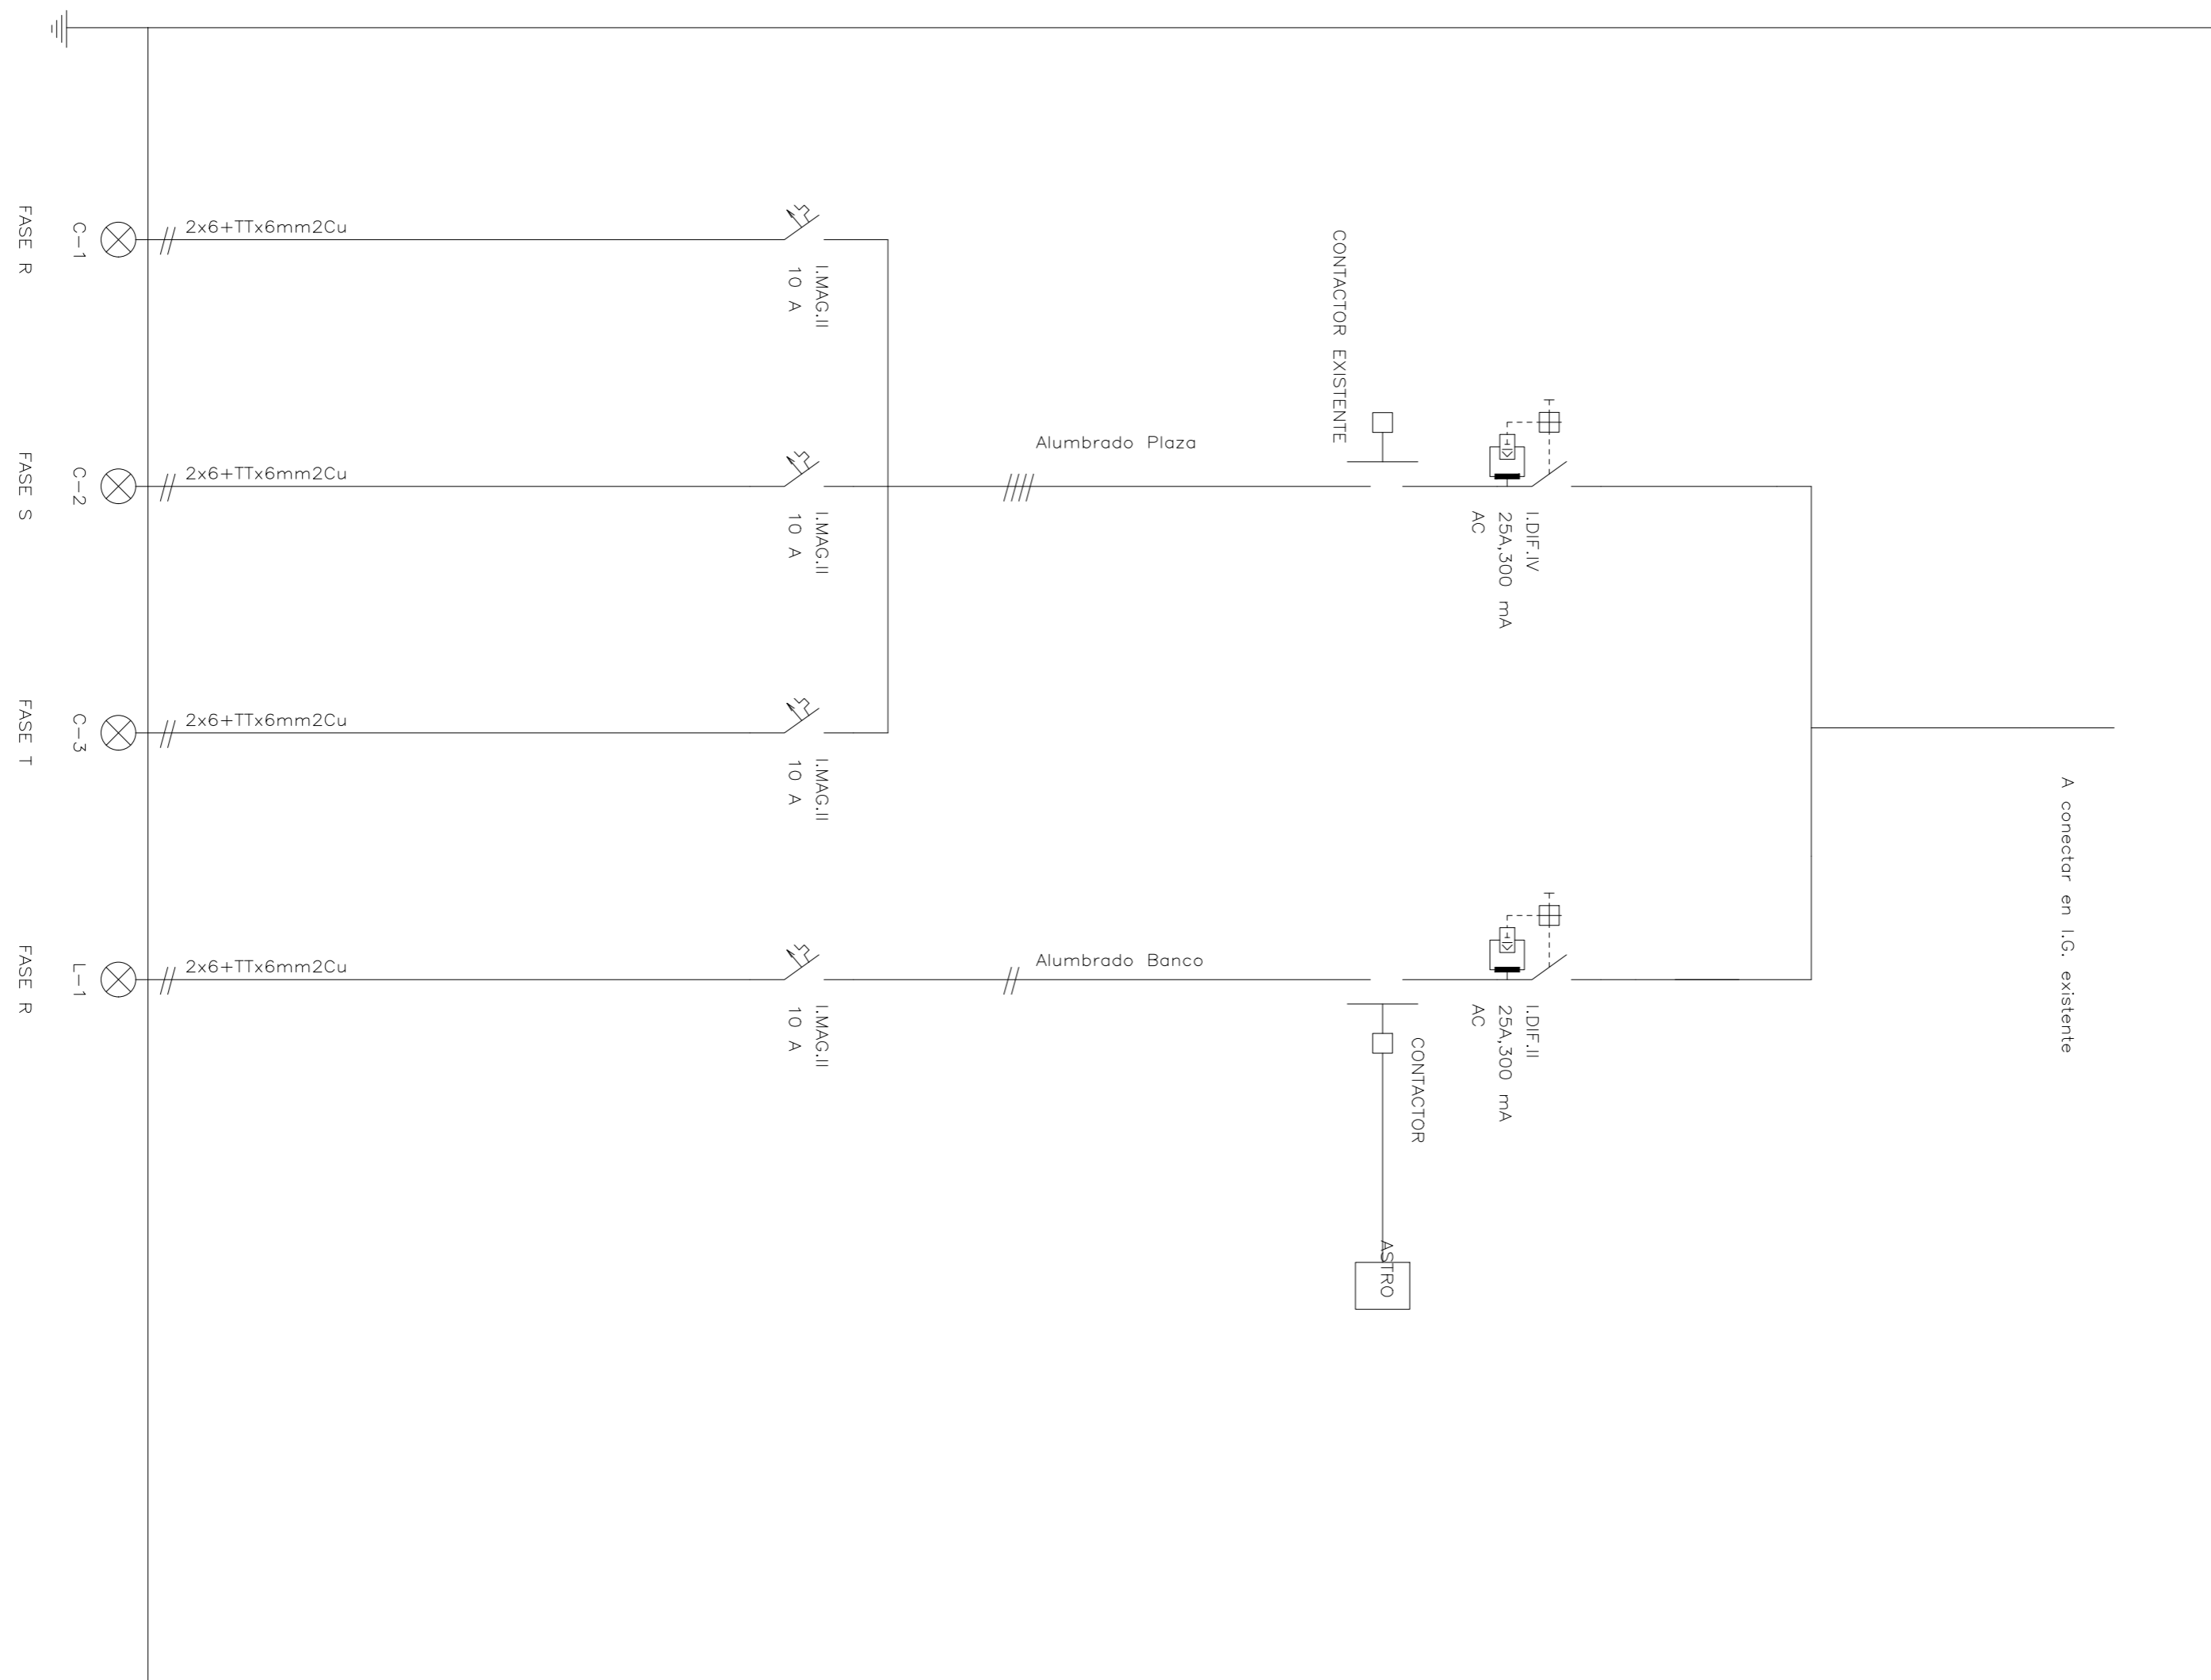 A conectar en I.G. existente
I.DIF.IV
25A,300 mA
AC
I.DIF.II
25A,300 mA
AC
CONTACTOR EXISTENTE
CONTACTOR
ASTRO
Alumbrado Plaza
Alumbrado Banco
I.MAG.II
10 A
I.MAG.II
10 A
I.MAG.II
10 A
I.MAG.II
10 A
2x6+TTx6mm2Cu
2x6+TTx6mm2Cu
2x6+TTx6mm2Cu
2x6+TTx6mm2Cu
C-1
C-2
C-3
L-1
FASE R
FASE S
FASE T
FASE R